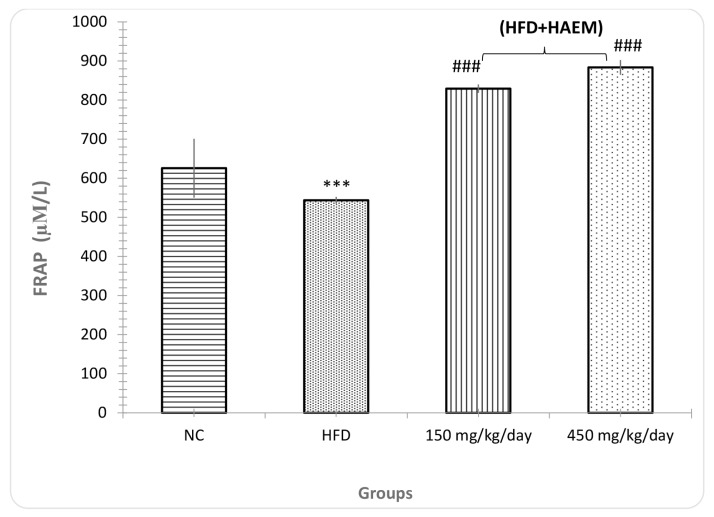 (HFD+HAEM)
###
###
***
1000
900
800
700
600
500
400
300
200
100
0
FRAP (µM/L)
NC
HFD
150 mg/kg/day
450 mg/kg/day
Groups